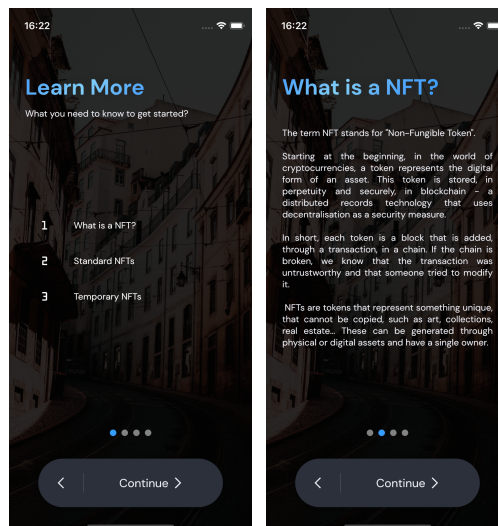 16:22
Learn More
What you need to know to get started?
1 What is a NFT?
2 Standard NFTs
3 Temporary NFTs
Continue
16:22
What is a NFT?
The term NFT stands for "Non-Fungible Token".
Starting at the beginning, in the world of
cryptocurrencies, a token represents the digital
form of an asset. This token is stored, in
perpetuity and securely, in blockchain - a
distributed records technology that uses
decentralisation as a security measure.
In short, each token is a block that is added,
through a transaction, in a chain. If the chain is
broken, we know that the transaction was
untrustworthy and that someone tried to modify
it.
NFTs are tokens that represent something unique,
that cannot be copied, such as art, collections,
real estate... These can be generated through
physical or digital assets and have a single owner.
Continue